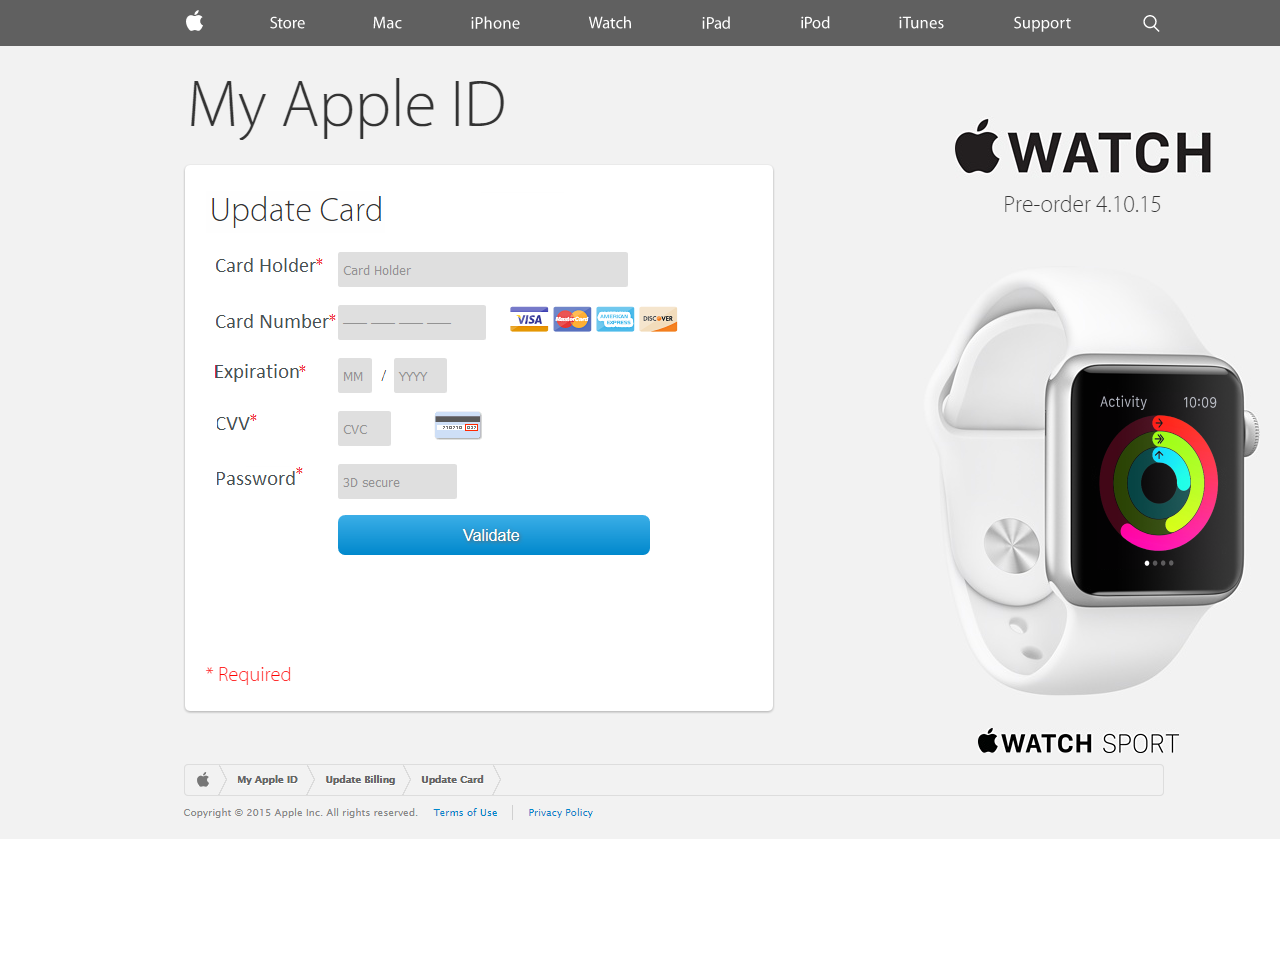 Store Mac iPhone Watch iPad iPod iTunes Support
My Apple ID
WATCH
Pre-order 4.10.15
Update Card
Card Holder* Card Holder
Card Number* VISA MasterCard AMERICAN EXPRESS DISCOVER
Expiration* MM / YYYY
CVV* CVC
Password* 3D secure
Validate
Activity 10:09
* Required
WATCH SPORT
My Apple ID Update Billing Update Card
Copyright © 2015 Apple Inc. All rights reserved. Terms of Use Privacy Policy